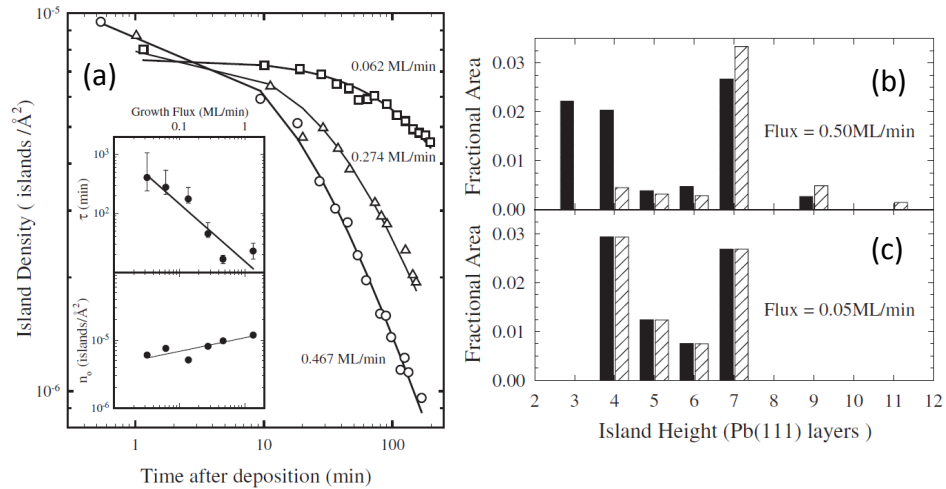 (a)
10⁻⁵
10⁻⁶
Island Density ( islands /Å²)
1
10
100
Time after deposition (min)
0.062 ML/min
0.274 ML/min
0.467 ML/min
Growth Flux (ML/min)
0.1
1
10³
10²
τ (min)
10⁻⁵
10⁻⁶
n₀ (islands/Å²)
(b)
Flux = 0.50ML/min
Fractional Area
0.03
0.02
0.01
0.00
(c)
Flux = 0.05ML/min
Fractional Area
0.03
0.02
0.01
0.00
2 3 4 5 6 7 8 9 10 11 12
Island Height (Pb(111) layers )